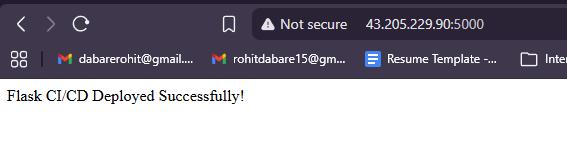 Not secure 43.205.229.90:5000
dabarerohit@gmail.... rohitdabare15@gm... Resume Template -... Inter
Flask CI/CD Deployed Successfully!